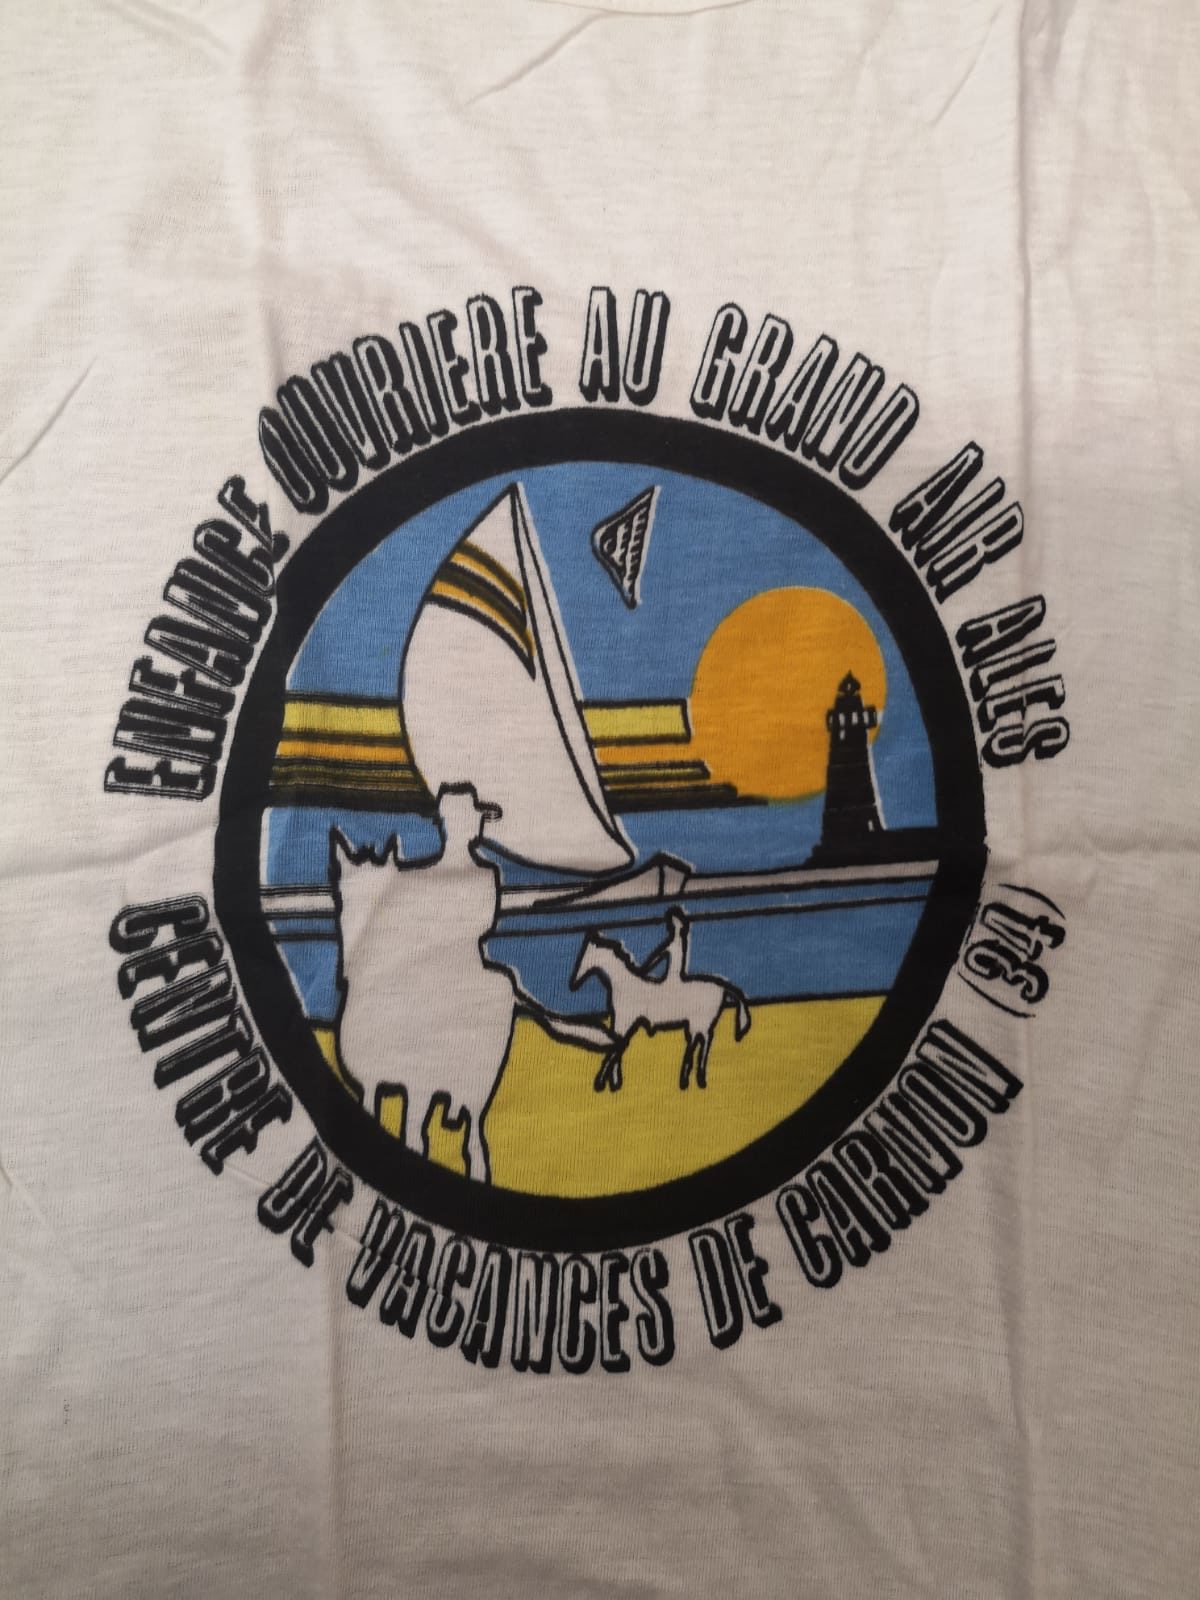 ENFANCE OUVRIERE AU GRAND AIR ALES
CENTRE DE VACANCES DE CARNON (34)